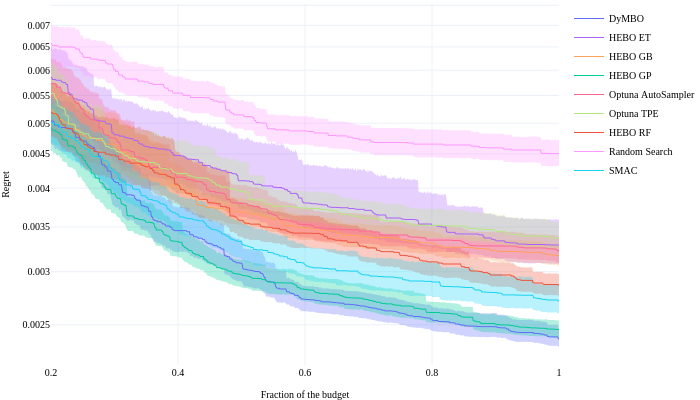 0.007
0.0065
0.006
0.0055
0.005
0.0045
0.004
0.0035
0.003
0.0025
Regret
0.2
0.4
0.6
0.8
1
Fraction of the budget
DyMBO
HEBO ET
HEBO GB
HEBO GP
Optuna AutoSampler
Optuna TPE
HEBO RF
Random Search
SMAC